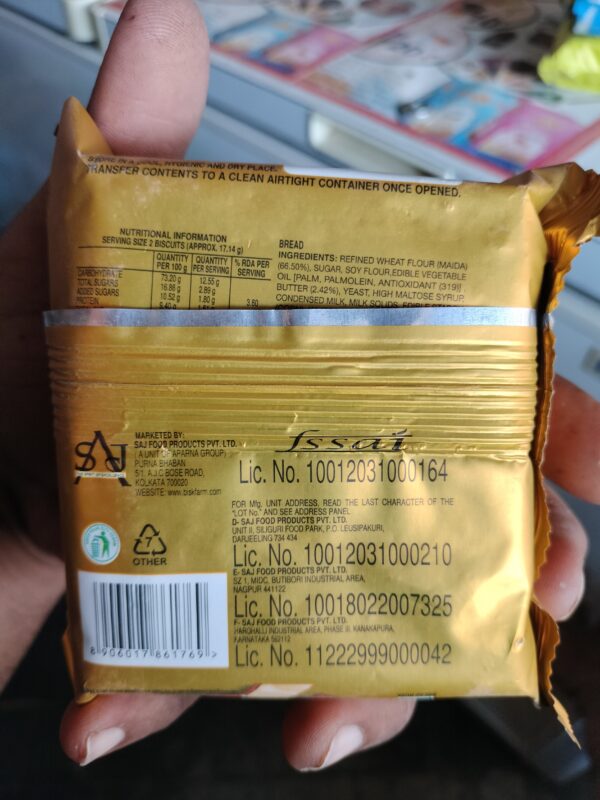 STORE IN A COOL, HYGIENIC AND DRY PLACE.
TRANSFER CONTENTS TO A CLEAN AIRTIGHT CONTAINER ONCE OPENED.
NUTRITIONAL INFORMATION
SERVING SIZE 2 BISCUITS (APPROX. 17.14 g)
QUANTITY PER 100 g QUANTITY PER SERVING % RDA PER SERVING
CARBOHYDRATE 73.20 g 12.55 g
TOTAL SUGARS 16.86 g 2.89 g
ADDED SUGARS 10.52 g 1.80 g 3.60
PROTEIN
BREAD
INGREDIENTS: REFINED WHEAT FLOUR (MAIDA)
(66.50%), SUGAR, SOY FLOUR, EDIBLE VEGETABLE
OIL [PALM, PALMOLEIN, ANTIOXIDANT (319)]
BUTTER (2.42%), YEAST, HIGH MALTOSE SYRUP,
CONDENSED MILK, MILK SOLIDS, EDIBLE
SAJ
MARKETED BY:
SAJ FOOD PRODUCTS PVT. LTD.
(A UNIT OF APARNA GROUP)
PURNA BHABAN
5/1, A.J.C.BOSE ROAD,
KOLKATA 700020
WEBSITE: www.biskfarm.com
fssai
Lic. No. 10012031000164
FOR Mfg. UNIT ADDRESS, READ THE LAST CHARACTER OF THE
"LOT No." AND SEE ADDRESS PANEL
D- SAJ FOOD PRODUCTS PVT. LTD.
UNIT II, SILIGURI FOOD PARK, P.O. LEUSIPAKURI,
DARJEELING 734 434
Lic. No. 10012031000210
E- SAJ FOOD PRODUCTS PVT. LTD.
SZ 1, MIDC, BUTIBORI INDUSTRIAL AREA,
NAGPUR 441122
Lic. No. 10018022007325
F- SAJ FOOD PRODUCTS PVT. LTD.
HAROHALLI INDUSTRIAL AREA, PHASE III, KANAKAPURA,
KARNATAKA 562112
Lic. No. 11222999000042
7
OTHER
8 906017 861769 >